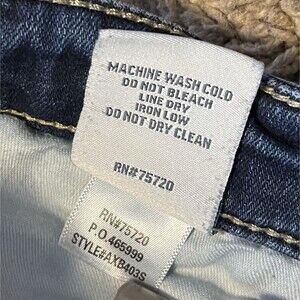 MACHINE WASH COLD
DO NOT BLEACH
LINE DRY
IRON LOW
DO NOT DRY CLEAN
RN#75720
RN#75720
P.O.465999
STYLE#AXB403S